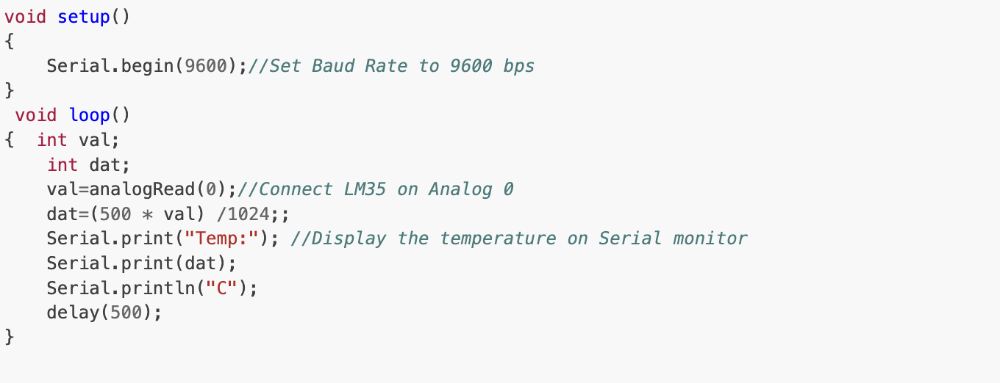 void setup()
{
    Serial.begin(9600);//Set Baud Rate to 9600 bps
}
 void loop()
{  int val;
    int dat;
    val=analogRead(0);//Connect LM35 on Analog 0
    dat=(500 * val) /1024;;
    Serial.print("Temp:"); //Display the temperature on Serial monitor
    Serial.print(dat);
    Serial.println("C");
    delay(500);
}